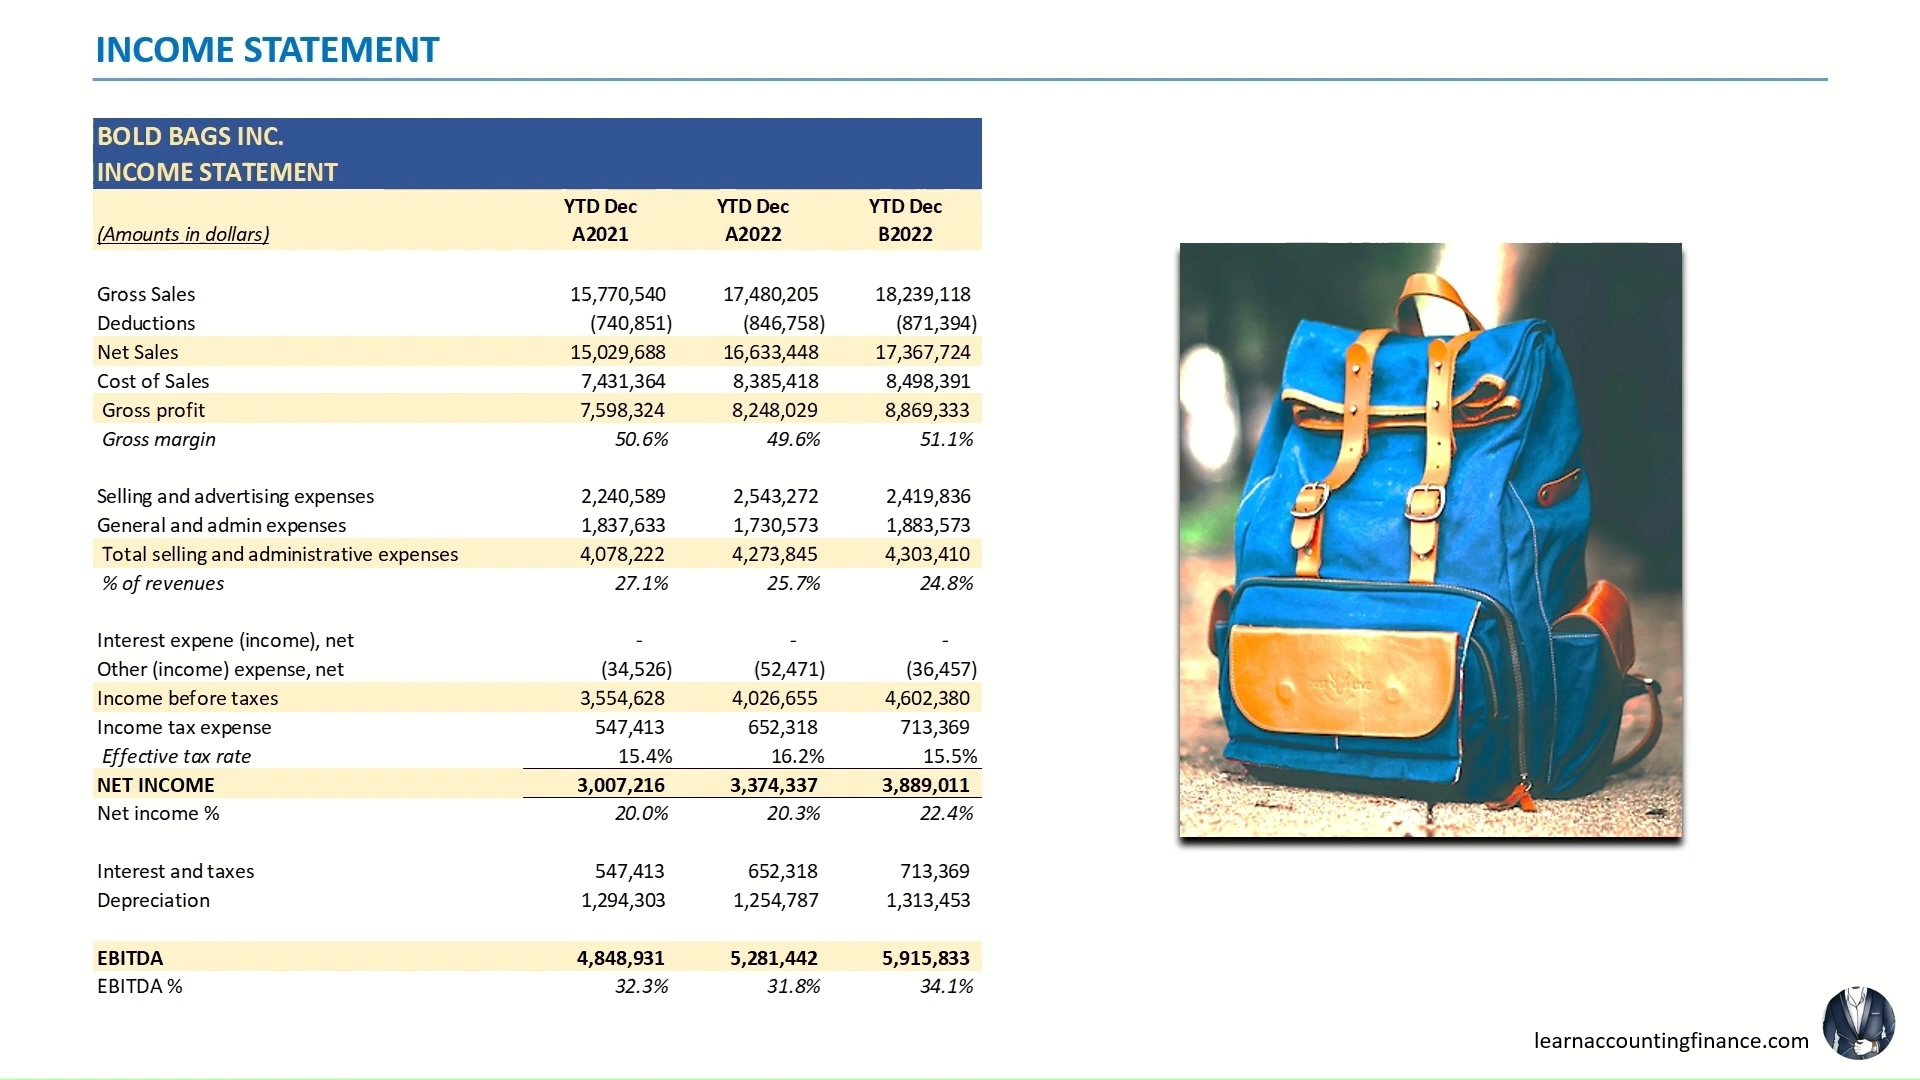 INCOME STATEMENT
BOLD BAGS INC.
INCOME STATEMENT
YTD Dec YTD Dec YTD Dec
(Amounts in dollars) A2021 A2022 B2022
Gross Sales 15,770,540 17,480,205 18,239,118
Deductions (740,851) (846,758) (871,394)
Net Sales 15,029,688 16,633,448 17,367,724
Cost of Sales 7,431,364 8,385,418 8,498,391
Gross profit 7,598,324 8,248,029 8,869,333
Gross margin 50.6% 49.6% 51.1%
Selling and advertising expenses 2,240,589 2,543,272 2,419,836
General and admin expenses 1,837,633 1,730,573 1,883,573
Total selling and administrative expenses 4,078,222 4,273,845 4,303,410
% of revenues 27.1% 25.7% 24.8%
Interest expene (income), net - - -
Other (income) expense, net (34,526) (52,471) (36,457)
Income before taxes 3,554,628 4,026,655 4,602,380
Income tax expense 547,413 652,318 713,369
Effective tax rate 15.4% 16.2% 15.5%
NET INCOME 3,007,216 3,374,337 3,889,011
Net income % 20.0% 20.3% 22.4%
Interest and taxes 547,413 652,318 713,369
Depreciation 1,294,303 1,254,787 1,313,453
EBITDA 4,848,931 5,281,442 5,915,833
EBITDA % 32.3% 31.8% 34.1%
learnaccountingfinance.com